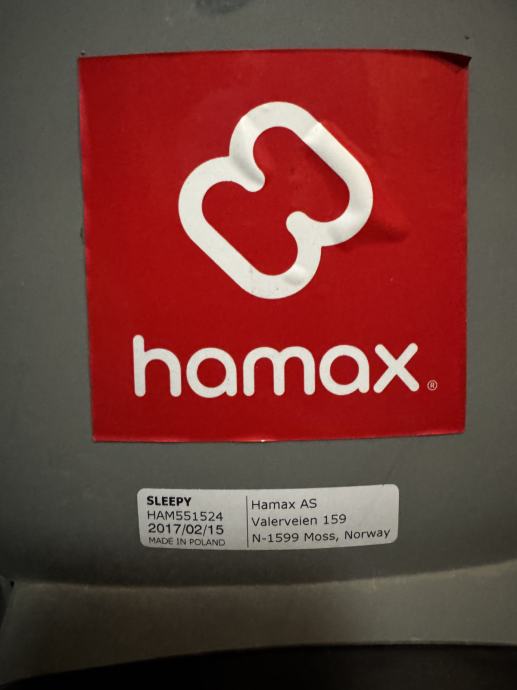 hamax®
SLEEPY
HAM551524
2017/02/15
MADE IN POLAND
Hamax AS
Valerveien 159
N-1599 Moss, Norway